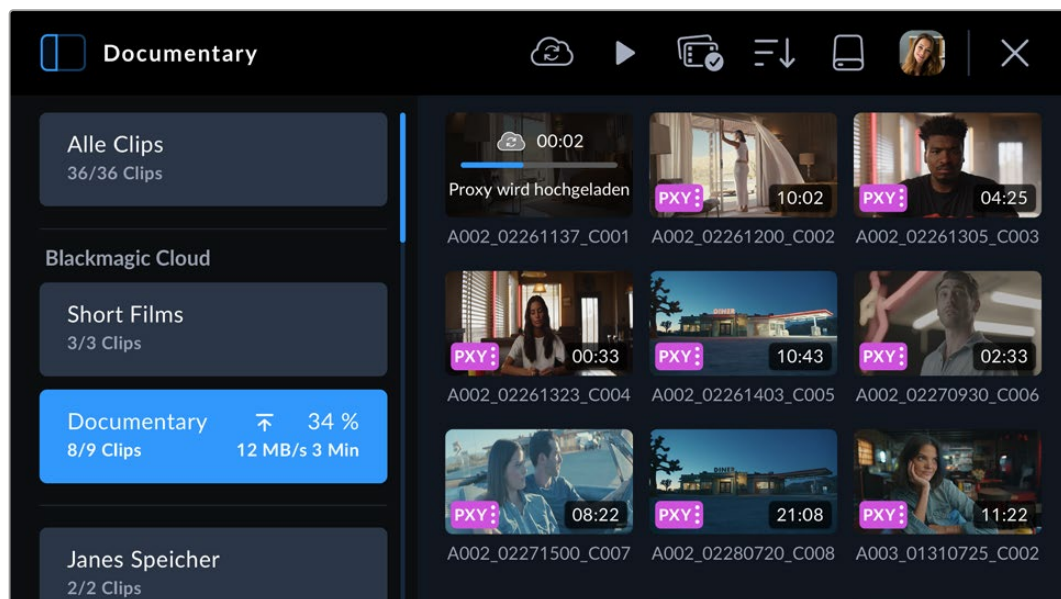 Documentary
Alle Clips
36/36 Clips
Blackmagic Cloud
Short Films
3/3 Clips
Documentary 34 %
8/9 Clips 12 MB/s 3 Min
Janes Speicher
2/2 Clips
00:02
Proxy wird hochgeladen
PXY 10:02
PXY 04:25
A002_02261137_C001 A002_02261200_C002 A002_02261305_C003
DINER
PXY 00:33 PXY 10:43 PXY 02:33
A002_02261323_C004 A002_02261403_C005 A002_02270930_C006
DINER
PXY 08:22 PXY 21:08 PXY 11:22
A002_02271500_C007 A002_02280720_C008 A003_01310725_C002